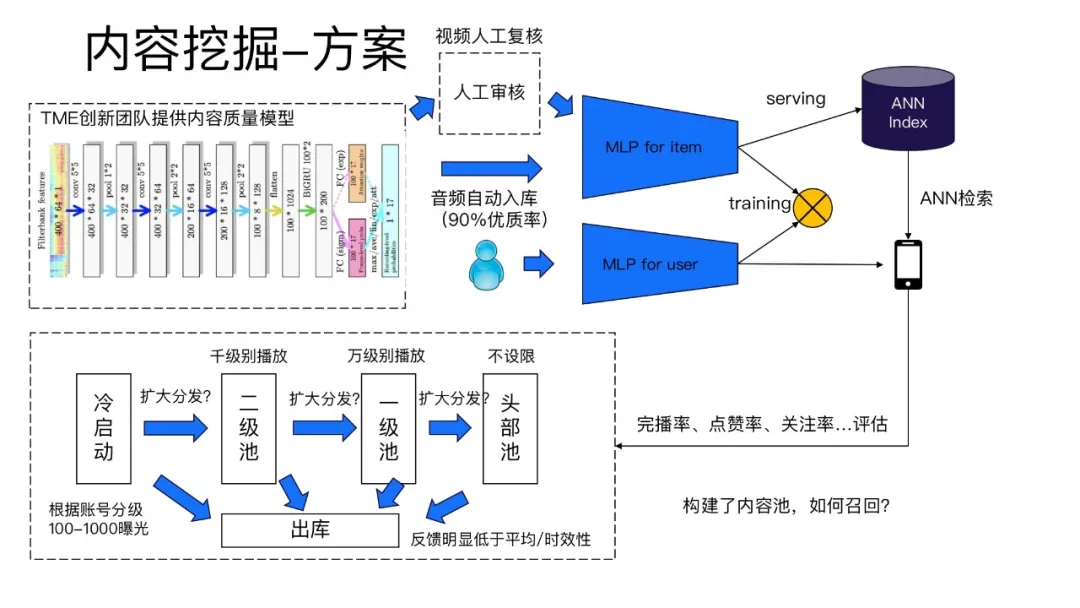 内容挖掘-方案
视频人工复核
人工审核
TME创新团队提供内容质量模型
Filterbank features
400 * 64 * 1
conv 5*5
400 * 64 * 32
pool 1*2
400 * 32 * 32
conv 5*5
400 * 32 * 64
pool 2*2
200 * 16 * 64
conv 5*5
200 * 16 * 128
pool 2*2
100 * 8 * 128
flatten
100 * 1024
BiGRU 100*2
100 * 200
FC (exp)
FC (sigm)
100 * 17
Attention weights
100 * 17
Frame-level probs
max/ave/lin/exp/att
Recording-level
probabilities
1 * 17
音频自动入库
(90%优质率)
MLP for item
MLP for user
serving
training
ANN
Index
ANN检索
千级别播放
万级别播放
不设限
冷启动
扩大分发?
二级池
扩大分发?
一级池
扩大分发?
头部池
根据账号分级
100-1000曝光
出库
反馈明显低于平均/时效性
完播率、点赞率、关注率...评估
构建了内容池，如何召回?